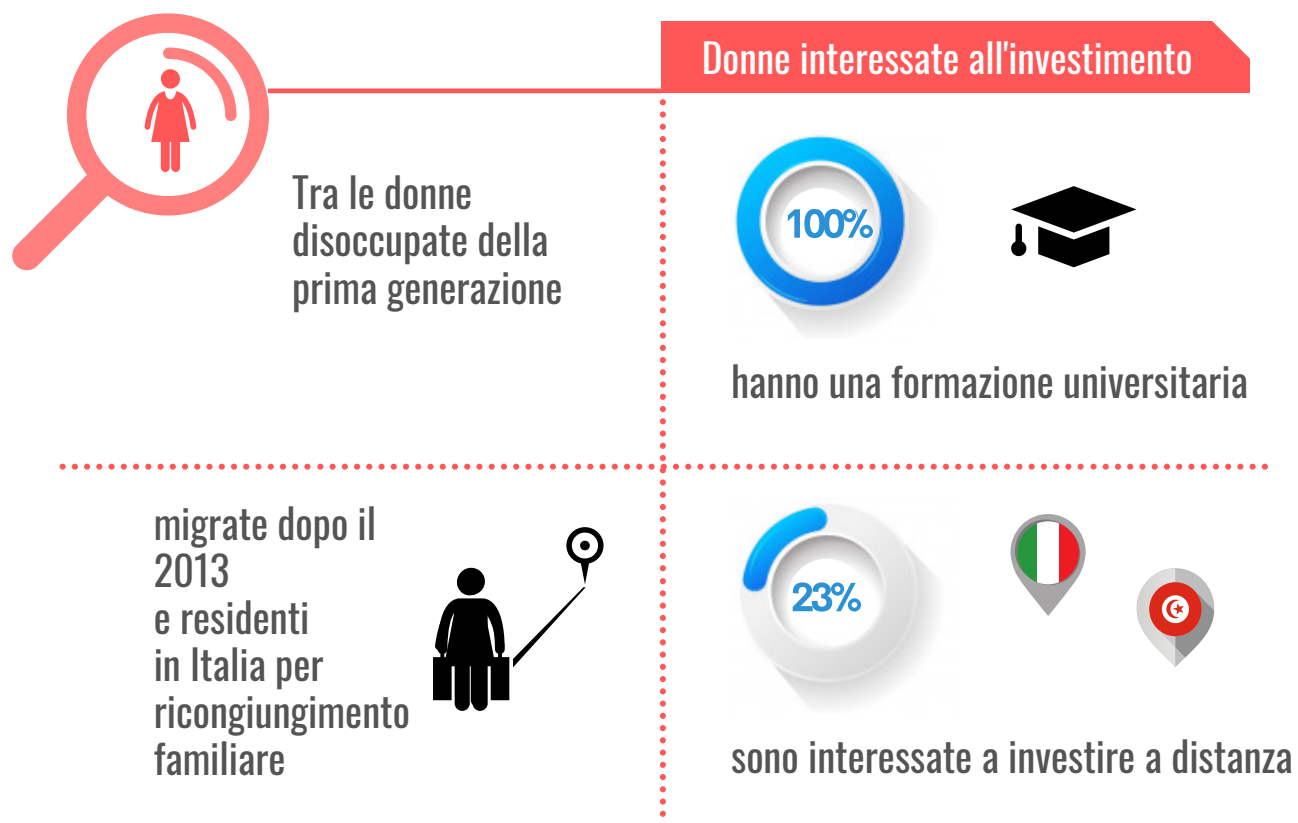 Donne interessate all'investimento
Tra le donne
disoccupate della
prima generazione
100%
hanno una formazione universitaria
migrate dopo il
2013
e residenti
in Italia per
ricongiungimento
familiare
23%
sono interessate a investire a distanza